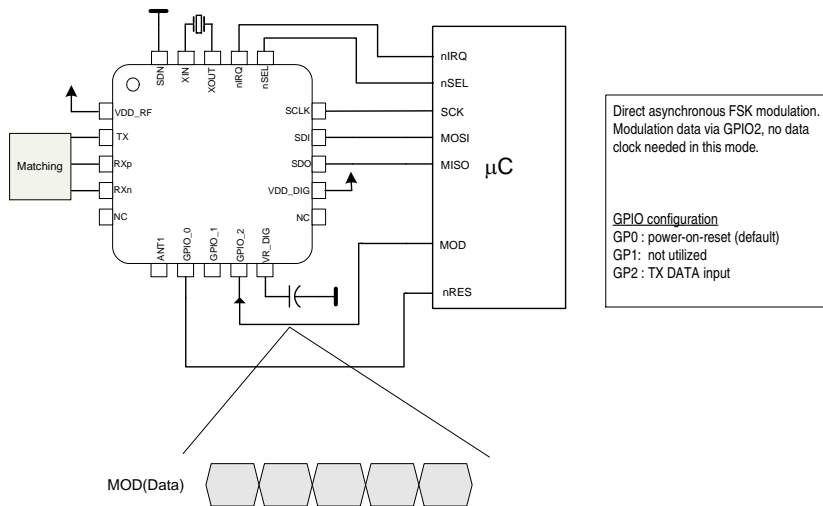 SDN
XIN
XOUT
nIRQ
nSEL
VDD_RF
TX
RXp
RXn
NC
Matching
SCLK
SDI
SDO
VDD_DIG
NC
ANT1
GPIO_0
GPIO_1
GPIO_2
VR_DIG
nIRQ
nSEL
SCK
MOSI
MISO
µC
MOD
nRES
Direct asynchronous FSK modulation.
Modulation data via GPIO2, no data
clock needed in this mode.
GPIO configuration
GP0 : power-on-reset (default)
GP1: not utilized
GP2 : TX DATA input
MOD(Data)